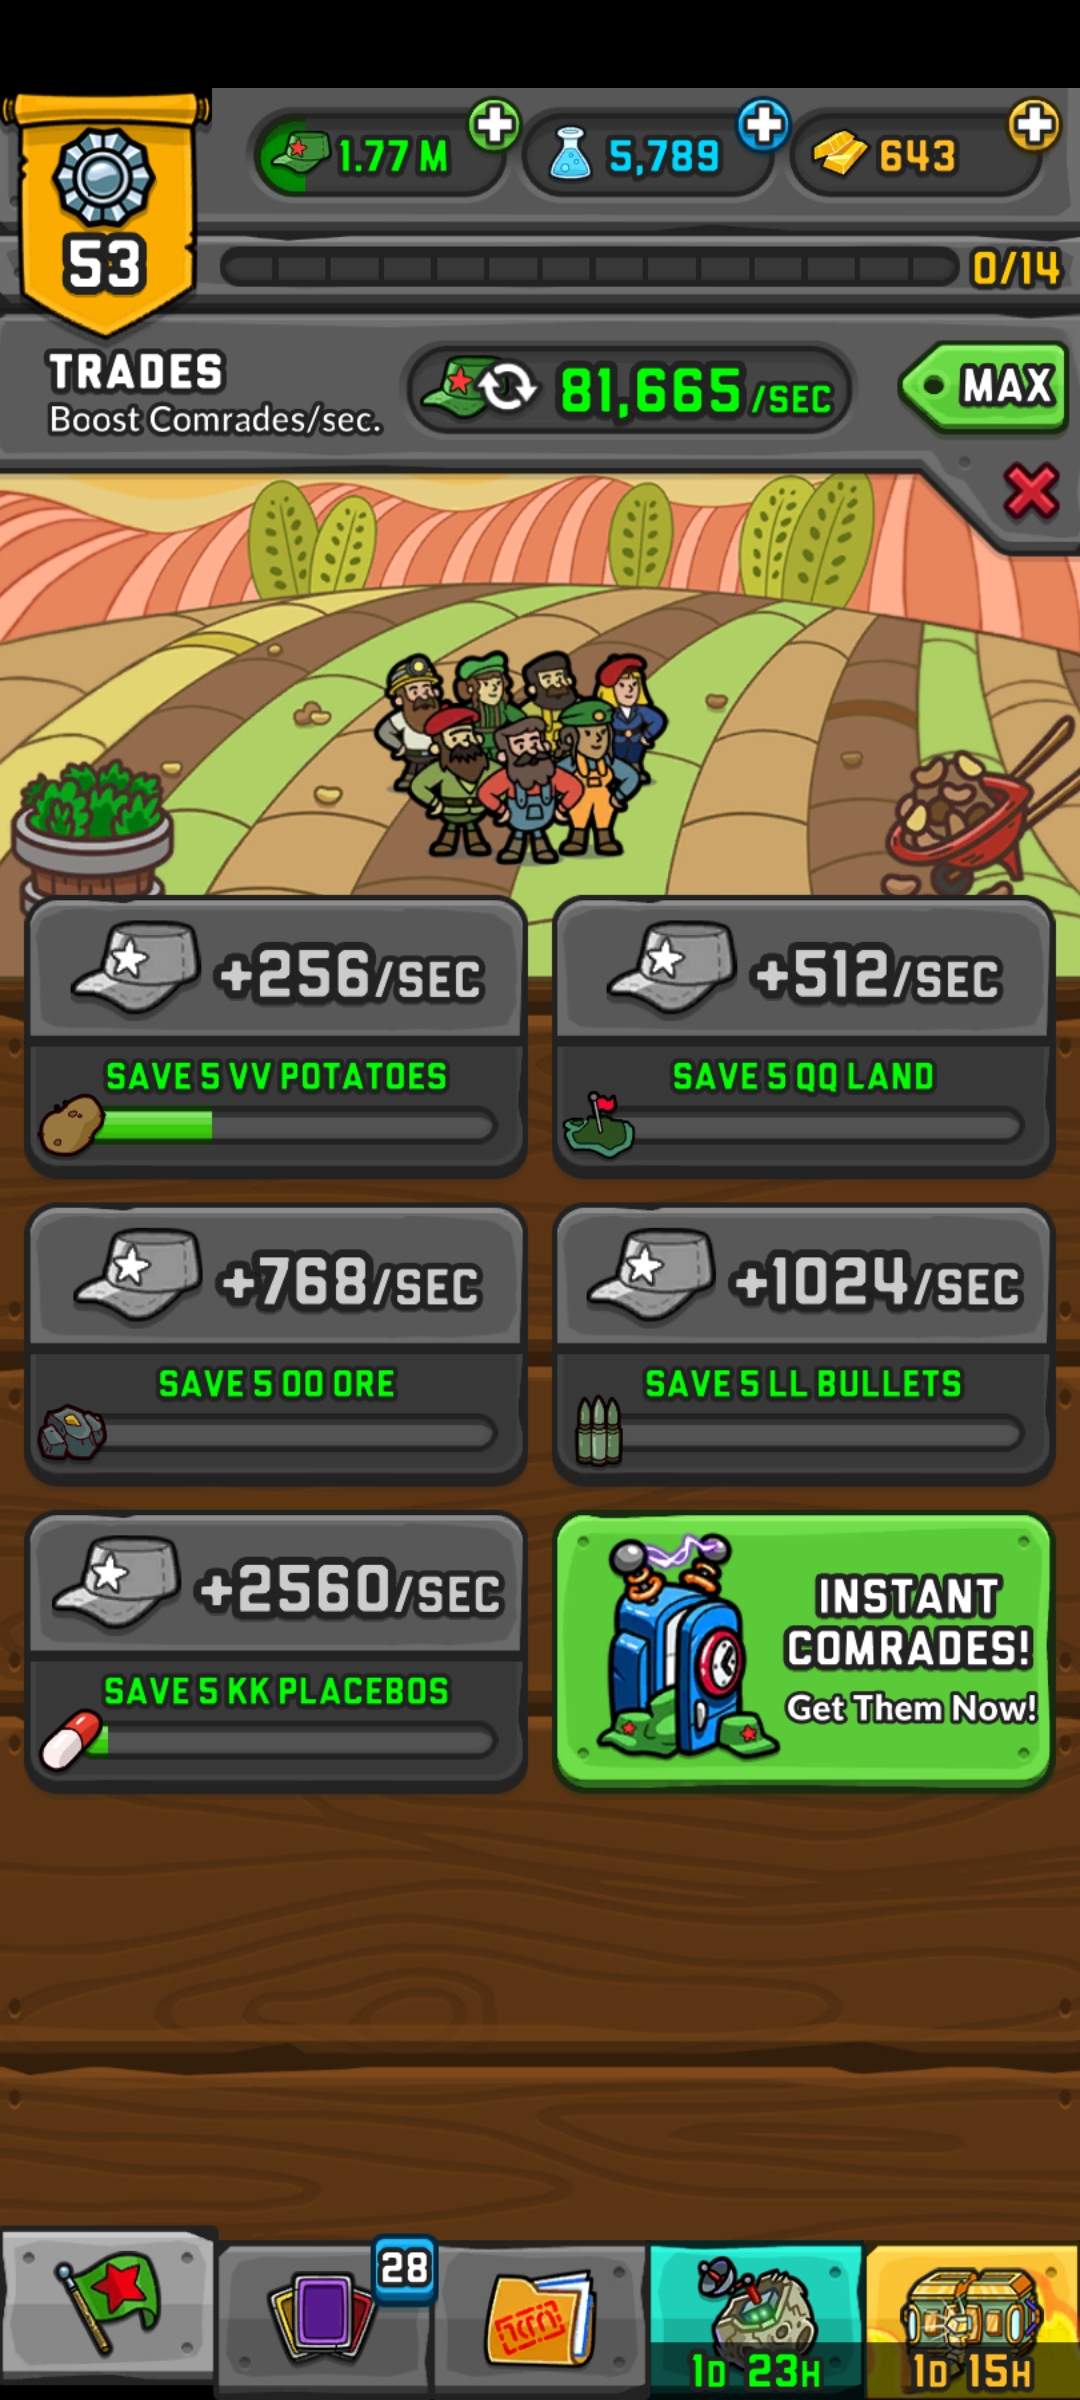 1.77 M
5,789
643
53
0/14
TRADES
Boost Comrades/sec.
81,665/SEC
MAX
+256/SEC
+512/SEC
SAVE 5 VV POTATOES
SAVE 5 QQ LAND
+768/SEC
+1024/SEC
SAVE 5 OO ORE
SAVE 5 LL BULLETS
+2560/SEC
INSTANT
COMRADES!
Get Them Now!
SAVE 5 KK PLACEBOS
28
1D 23H
1D 15H